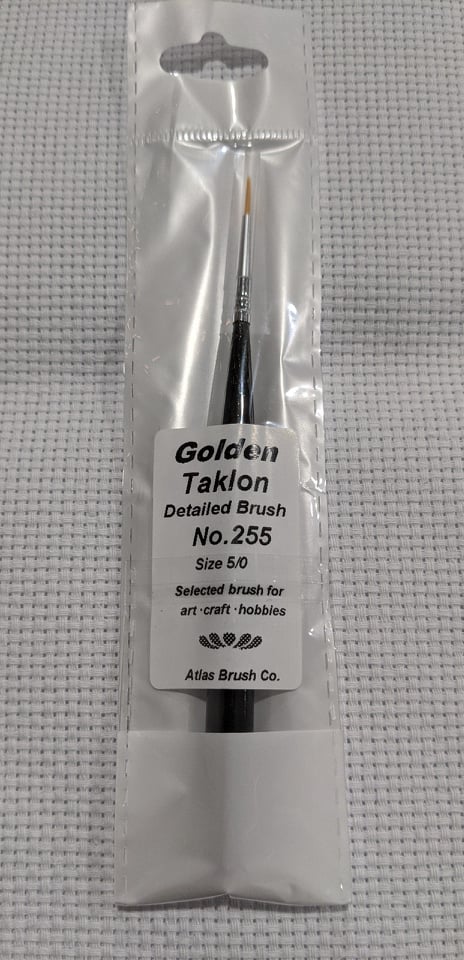 Golden
Taklon
Detailed Brush
No.255
Size 5/0
Selected brush for
art·craft·hobbies
Atlas Brush Co.